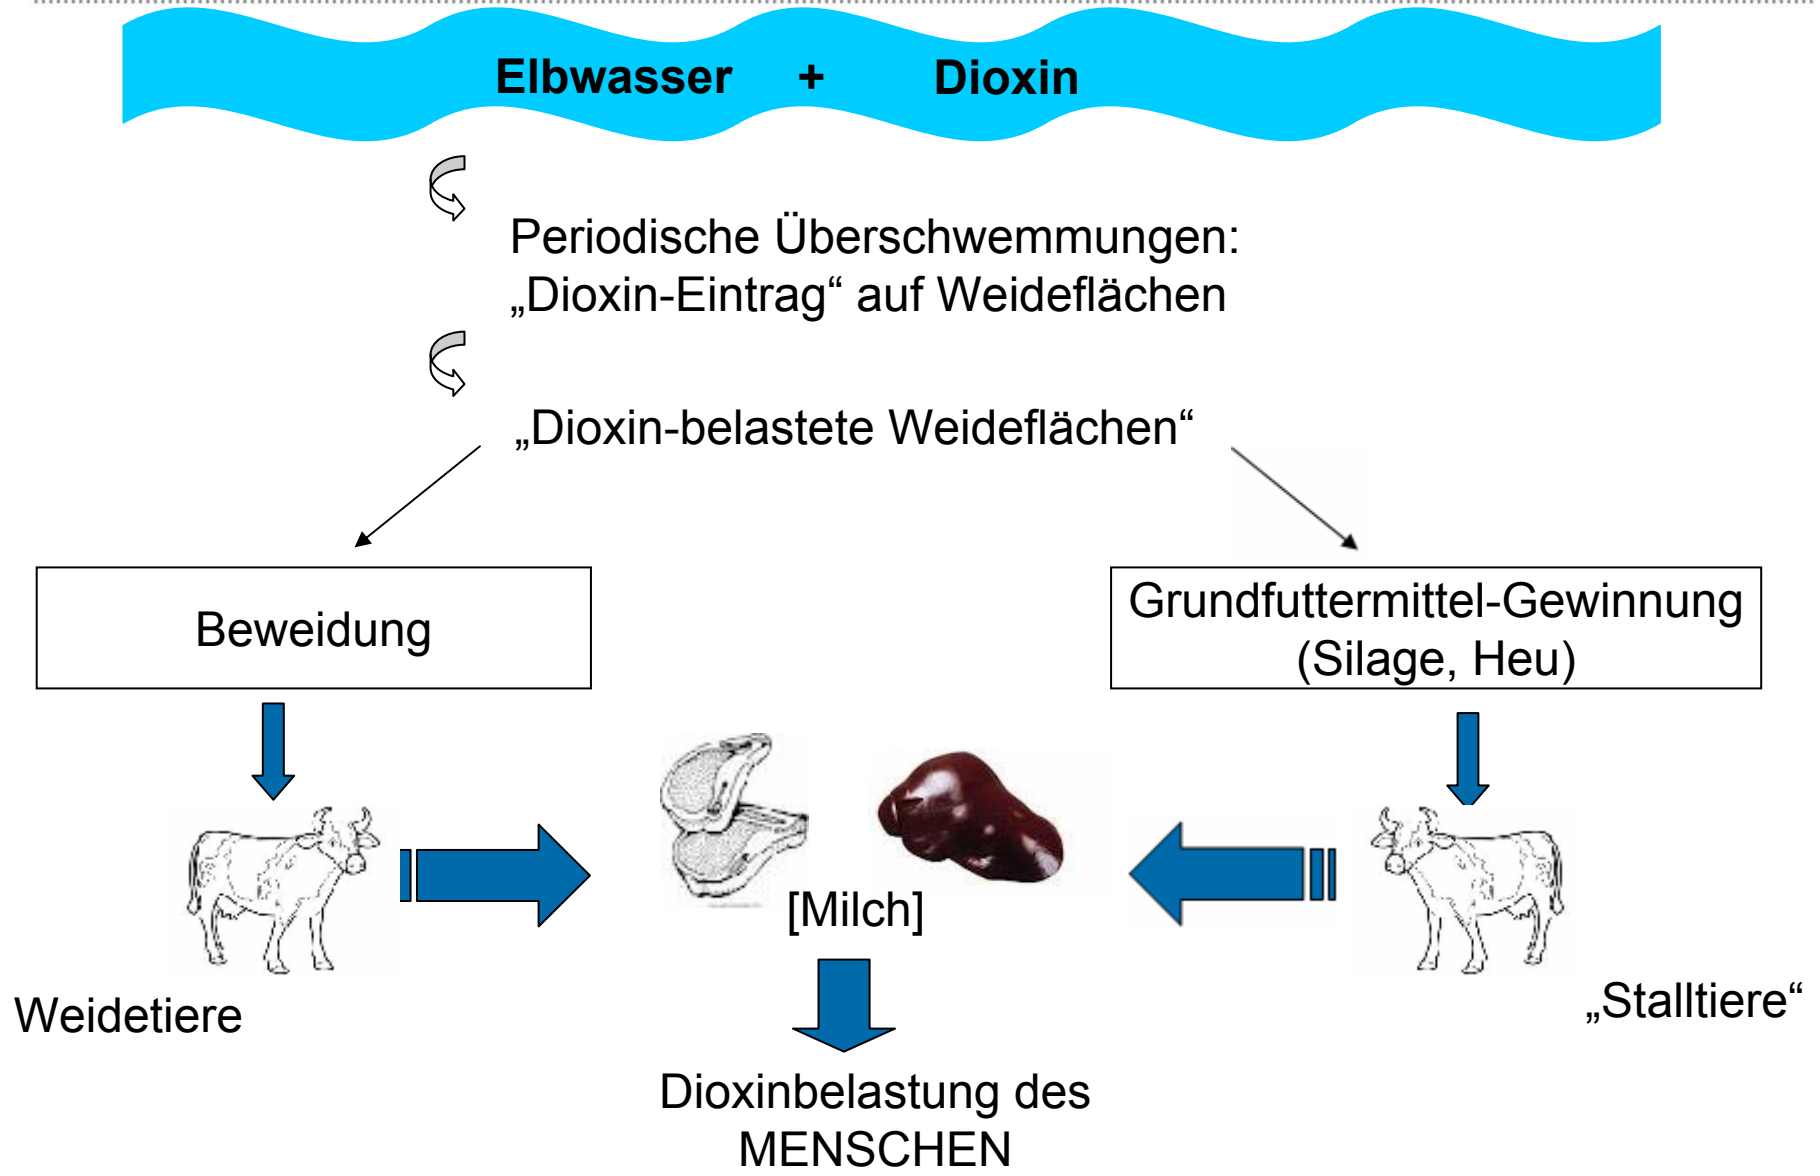 Elbwasser + Dioxin
Periodische Überschwemmungen:
„Dioxin-Eintrag“ auf Weideflächen
„Dioxin-belastete Weideflächen“
Beweidung
Grundfuttermittel-Gewinnung
(Silage, Heu)
[Milch]
Weidetiere
„Stalltiere“
Dioxinbelastung des
MENSCHEN